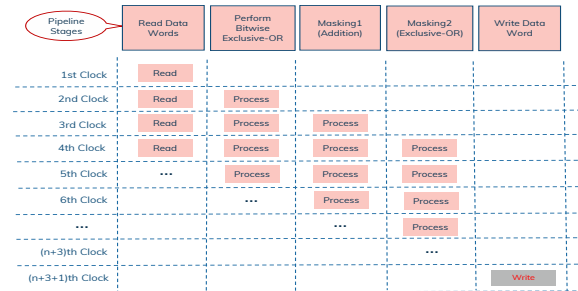 Pipeline Stages
Read Data Words
Perform Bitwise Exclusive-OR
Masking1 (Addition)
Masking2 (Exclusive-OR)
Write Data Word
1st Clock Read
2nd Clock Read Process
3rd Clock Read Process Process
4th Clock Read Process Process Process
5th Clock ... Process Process Process
6th Clock ... Process Process
... ... Process
(n+3)th Clock ...
(n+3+1)th Clock Write